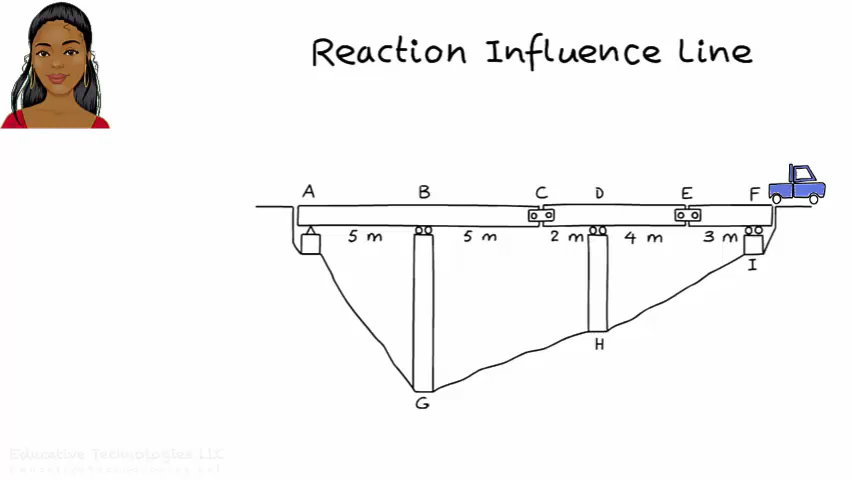 Reaction Influence Line
A B C D E F
5 m 5 m 2 m 4 m 3 m
I
H
G
Educative Technologies LLC